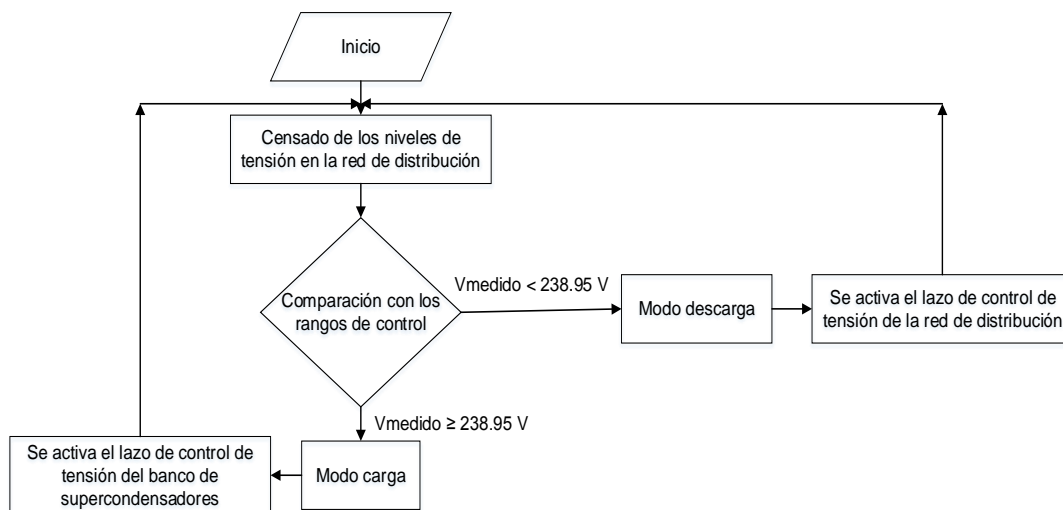 Inicio
Censado de los niveles de
tensión en la red de distribución
Comparación con los
rangos de control
Vmedido < 238.95 V
Modo descarga
Se activa el lazo de control de
tensión de la red de distribución
Vmedido ≥ 238.95 V
Modo carga
Se activa el lazo de control de
tensión del banco de
supercondensadores